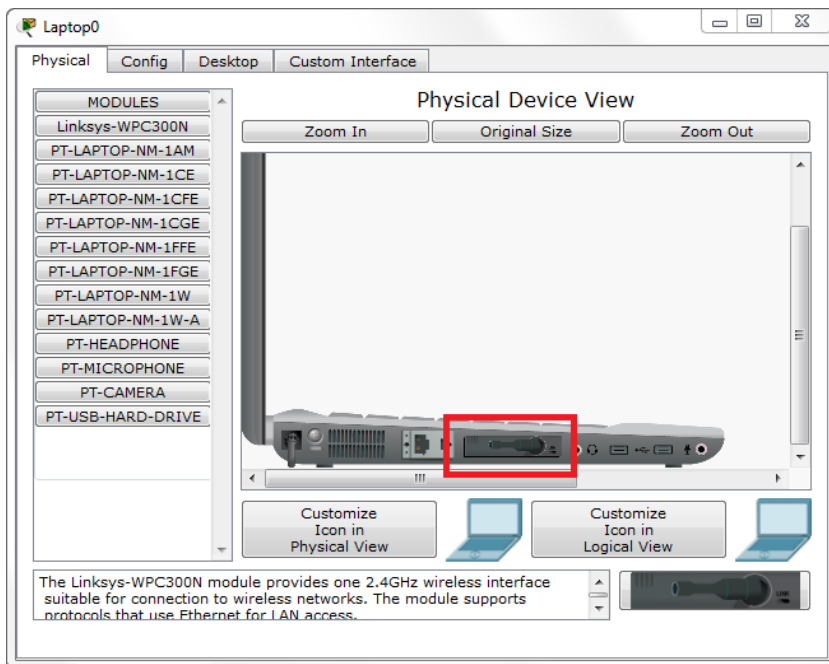 Laptop0
Physical Config Desktop Custom Interface
MODULES
Linksys-WPC300N
PT-LAPTOP-NM-1AM
PT-LAPTOP-NM-1CE
PT-LAPTOP-NM-1CFE
PT-LAPTOP-NM-1CGE
PT-LAPTOP-NM-1FFE
PT-LAPTOP-NM-1FGE
PT-LAPTOP-NM-1W
PT-LAPTOP-NM-1W-A
PT-HEADPHONE
PT-MICROPHONE
PT-CAMERA
PT-USB-HARD-DRIVE
Physical Device View
Zoom In Original Size Zoom Out
Customize
Icon in
Physical View
Customize
Icon in
Logical View
The Linksys-WPC300N module provides one 2.4GHz wireless interface
suitable for connection to wireless networks. The module supports
protocols that use Ethernet for LAN access.
LINK